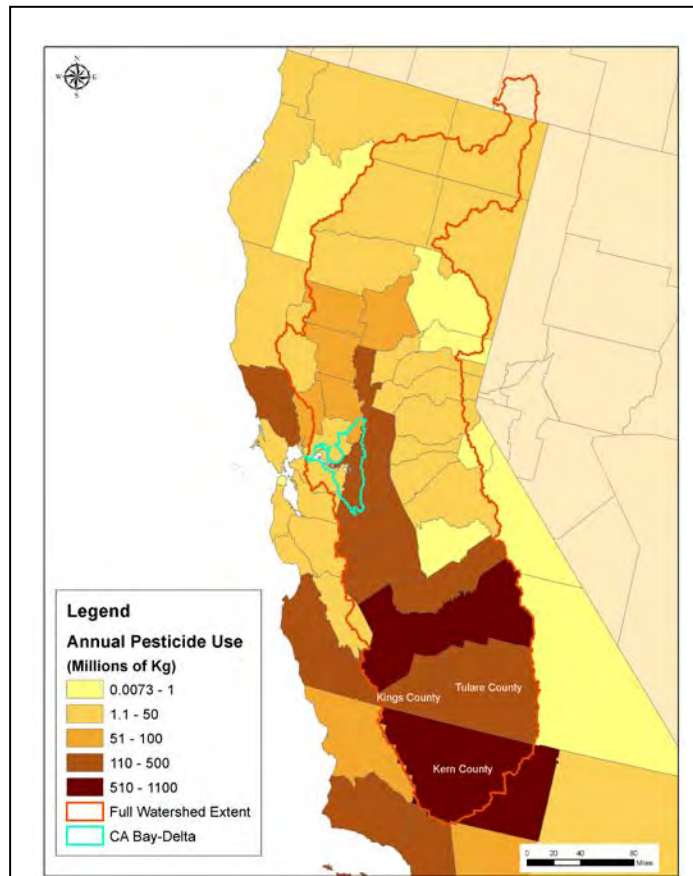 N
W E
S
Kings County
Tulare County
Kern County
Legend
Annual Pesticide Use
(Millions of Kg)
0.0073 - 1
1.1 - 50
51 - 100
110 - 500
510 - 1100
Full Watershed Extent
CA Bay-Delta
0 20 40 80
Miles